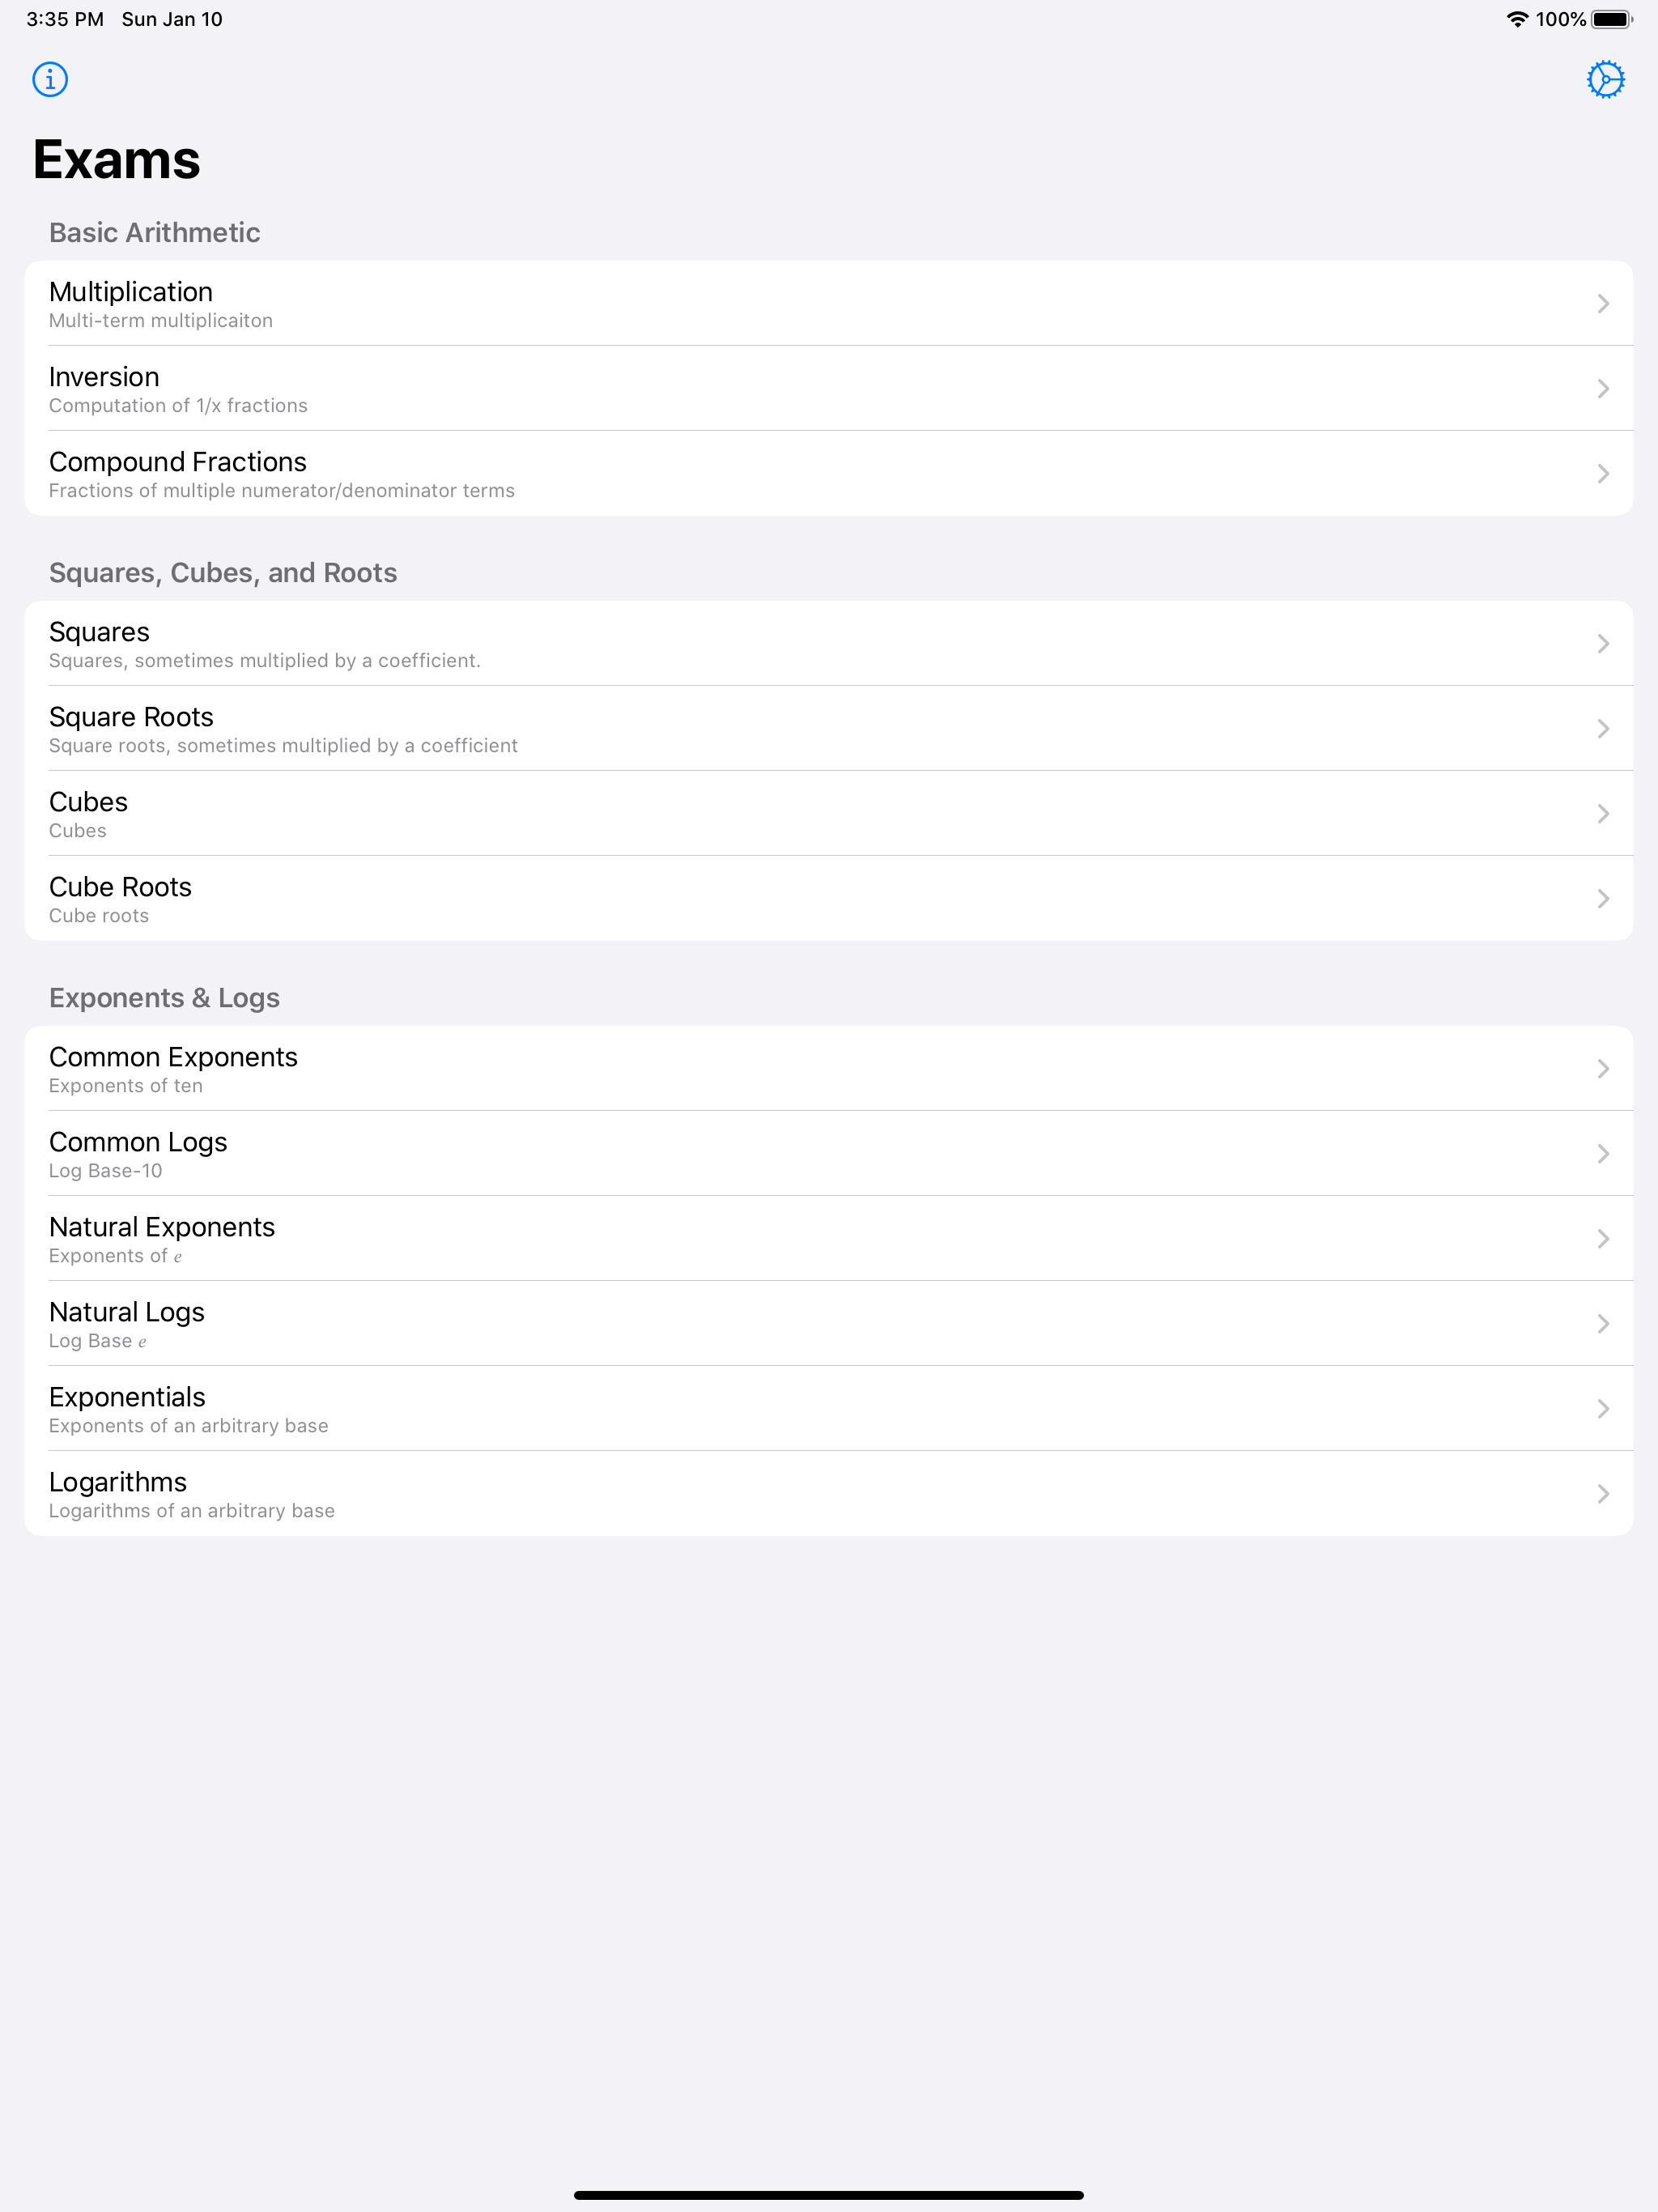 3:35 PM Sun Jan 10 100%
Exams
Basic Arithmetic
Multiplication
Multi-term multiplicaiton
Inversion
Computation of 1/x fractions
Compound Fractions
Fractions of multiple numerator/denominator terms
Squares, Cubes, and Roots
Squares
Squares, sometimes multiplied by a coefficient.
Square Roots
Square roots, sometimes multiplied by a coefficient
Cubes
Cubes
Cube Roots
Cube roots
Exponents & Logs
Common Exponents
Exponents of ten
Common Logs
Log Base-10
Natural Exponents
Exponents of e
Natural Logs
Log Base e
Exponentials
Exponents of an arbitrary base
Logarithms
Logarithms of an arbitrary base